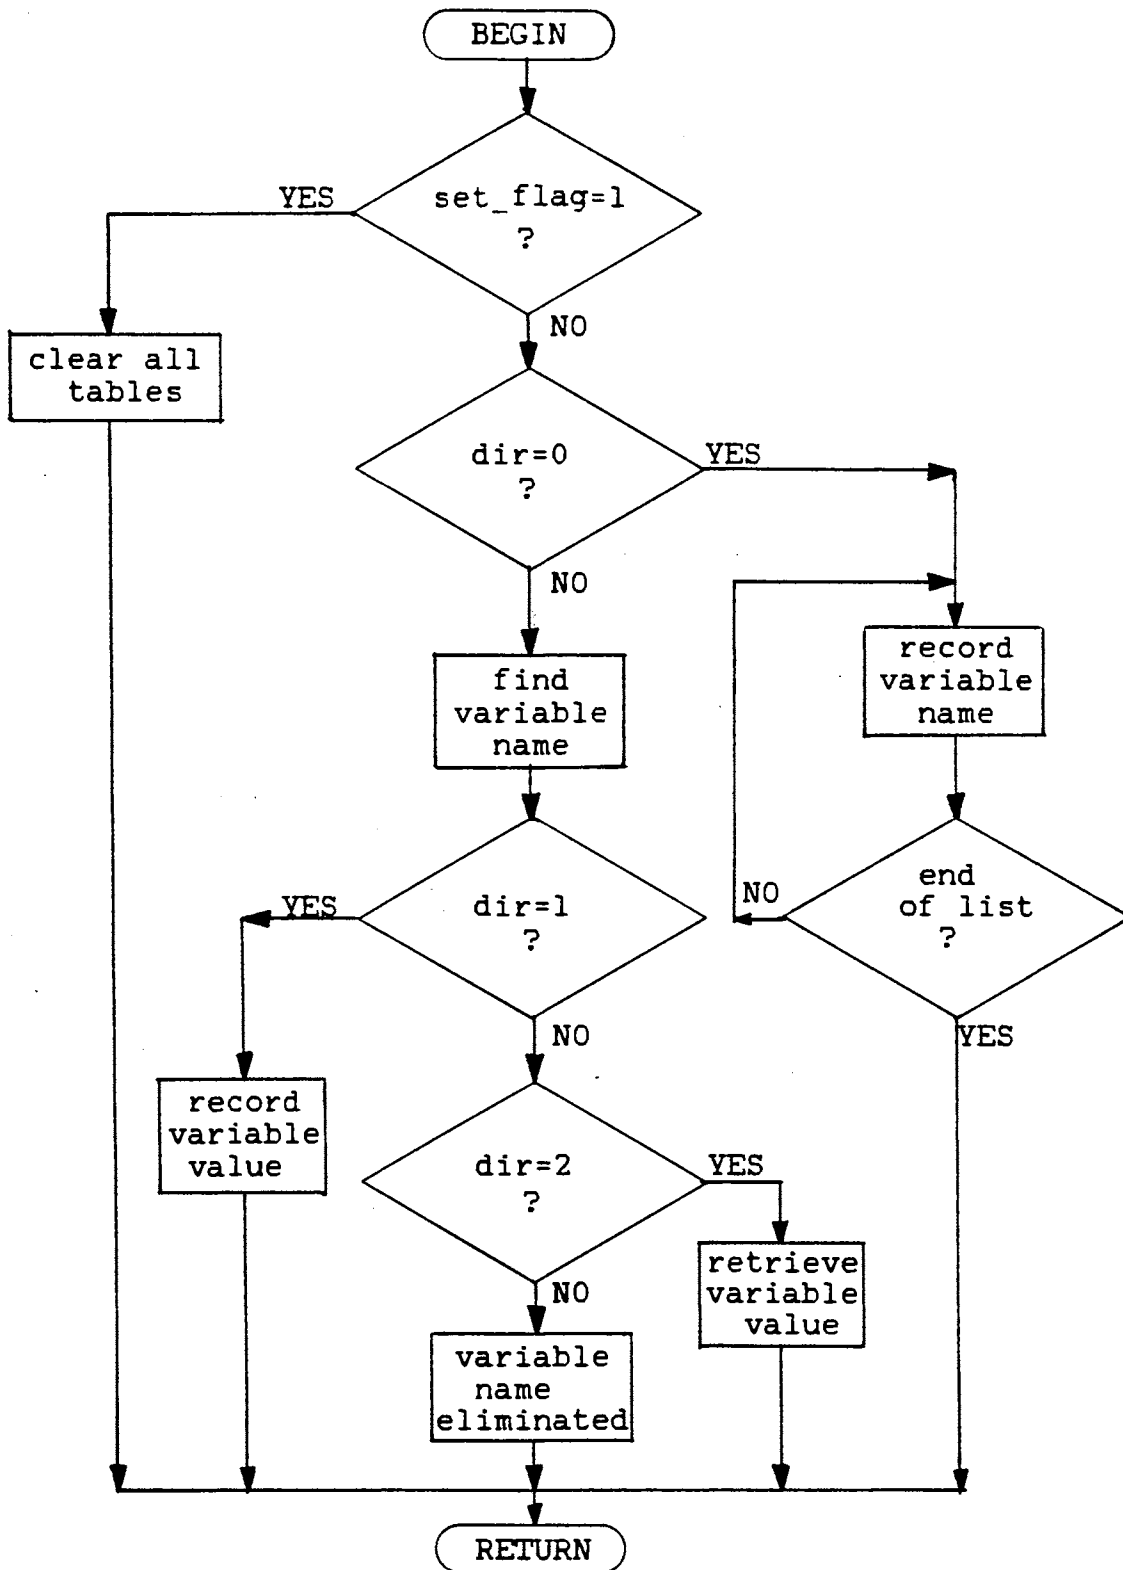 BEGIN
set_flag=1
?
YES
NO
clear all
tables
dir=0
?
YES
NO
find
variable
name
record
variable
name
dir=1
?
YES
NO
end
of list
?
NO
YES
record
variable
value
dir=2
?
YES
NO
retrieve
variable
value
variable
name
eliminated
RETURN